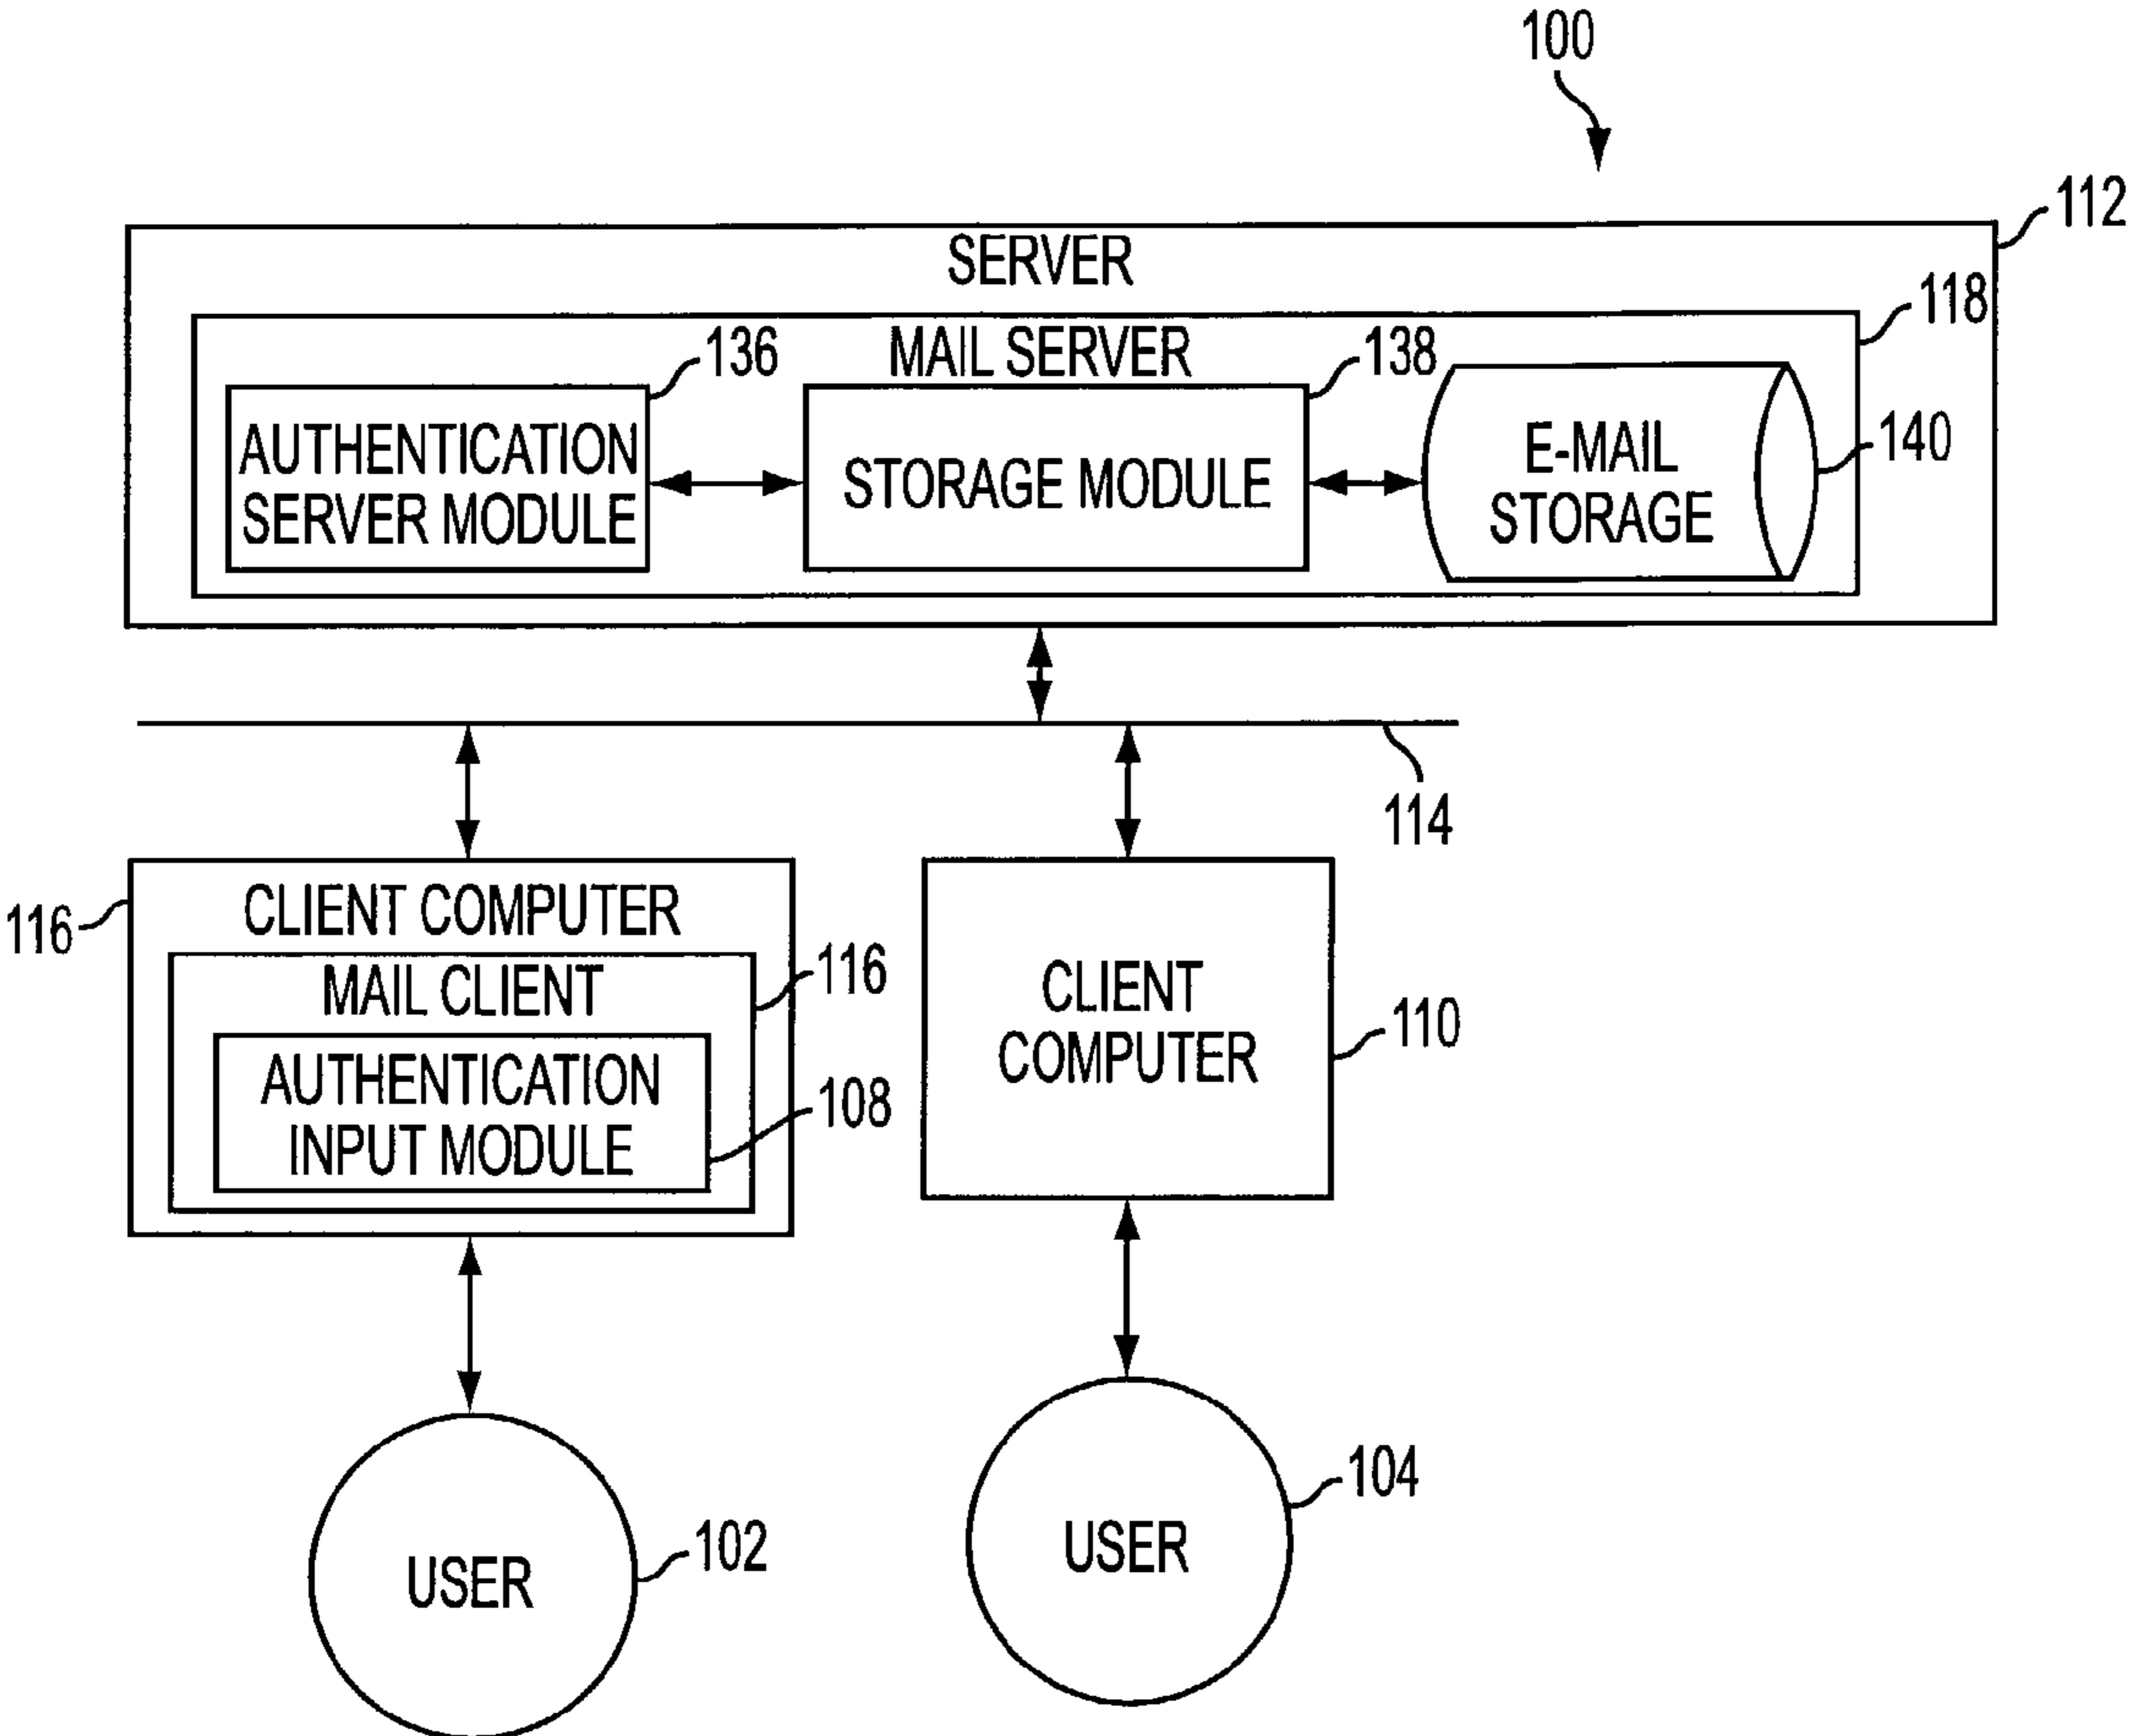 100
112
SERVER
118
MAIL SERVER
136
138
AUTHENTICATION
SERVER MODULE
STORAGE MODULE
E-MAIL
STORAGE
140
114
116
CLIENT COMPUTER
MAIL CLIENT
116
AUTHENTICATION
INPUT MODULE
108
CLIENT
COMPUTER
110
USER
102
USER
104